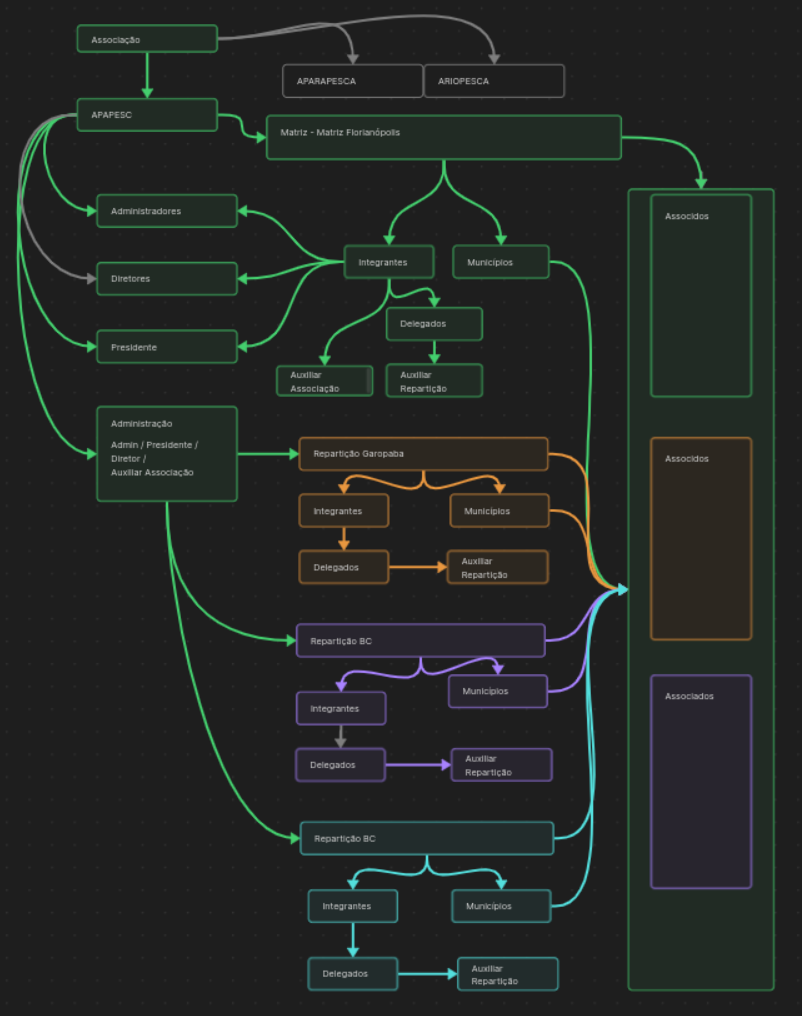 Associação
APARAPESCA
ARIOPESCA
APAPESC
Matriz - Matriz Florianópolis
Administradores
Associdos
Integrantes
Municípios
Diretores
Delegados
Presidente
Auxiliar
Associação
Auxiliar
Repartição
Administração
Admin / Presidente /
Diretor /
Auxiliar Associação
Repartição Garopaba
Associdos
Integrantes
Municípios
Delegados
Auxiliar
Repartição
Repartição BC
Integrantes
Municípios
Associados
Delegados
Auxiliar
Repartição
Repartição BC
Integrantes
Municípios
Delegados
Auxiliar
Repartição